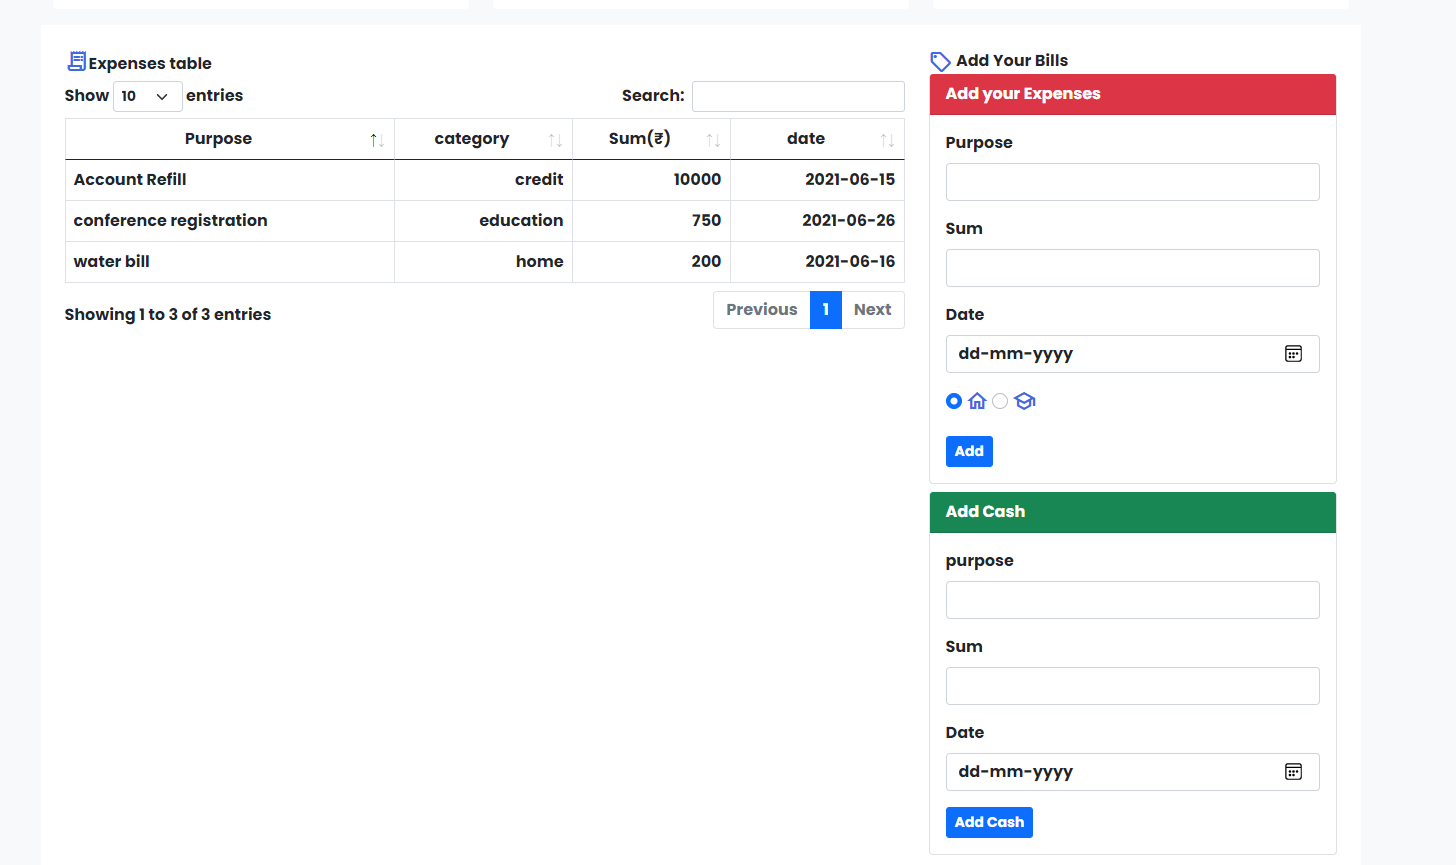 Expenses table
Show 10 entries
Search:
Purpose category Sum(₹) date
Account Refill credit 10000 2021-06-15
conference registration education 750 2021-06-26
water bill home 200 2021-06-16
Showing 1 to 3 of 3 entries
Previous 1 Next
Add Your Bills
Add your Expenses
Purpose
Sum
Date
dd-mm-yyyy
Add
Add Cash
purpose
Sum
Date
dd-mm-yyyy
Add Cash